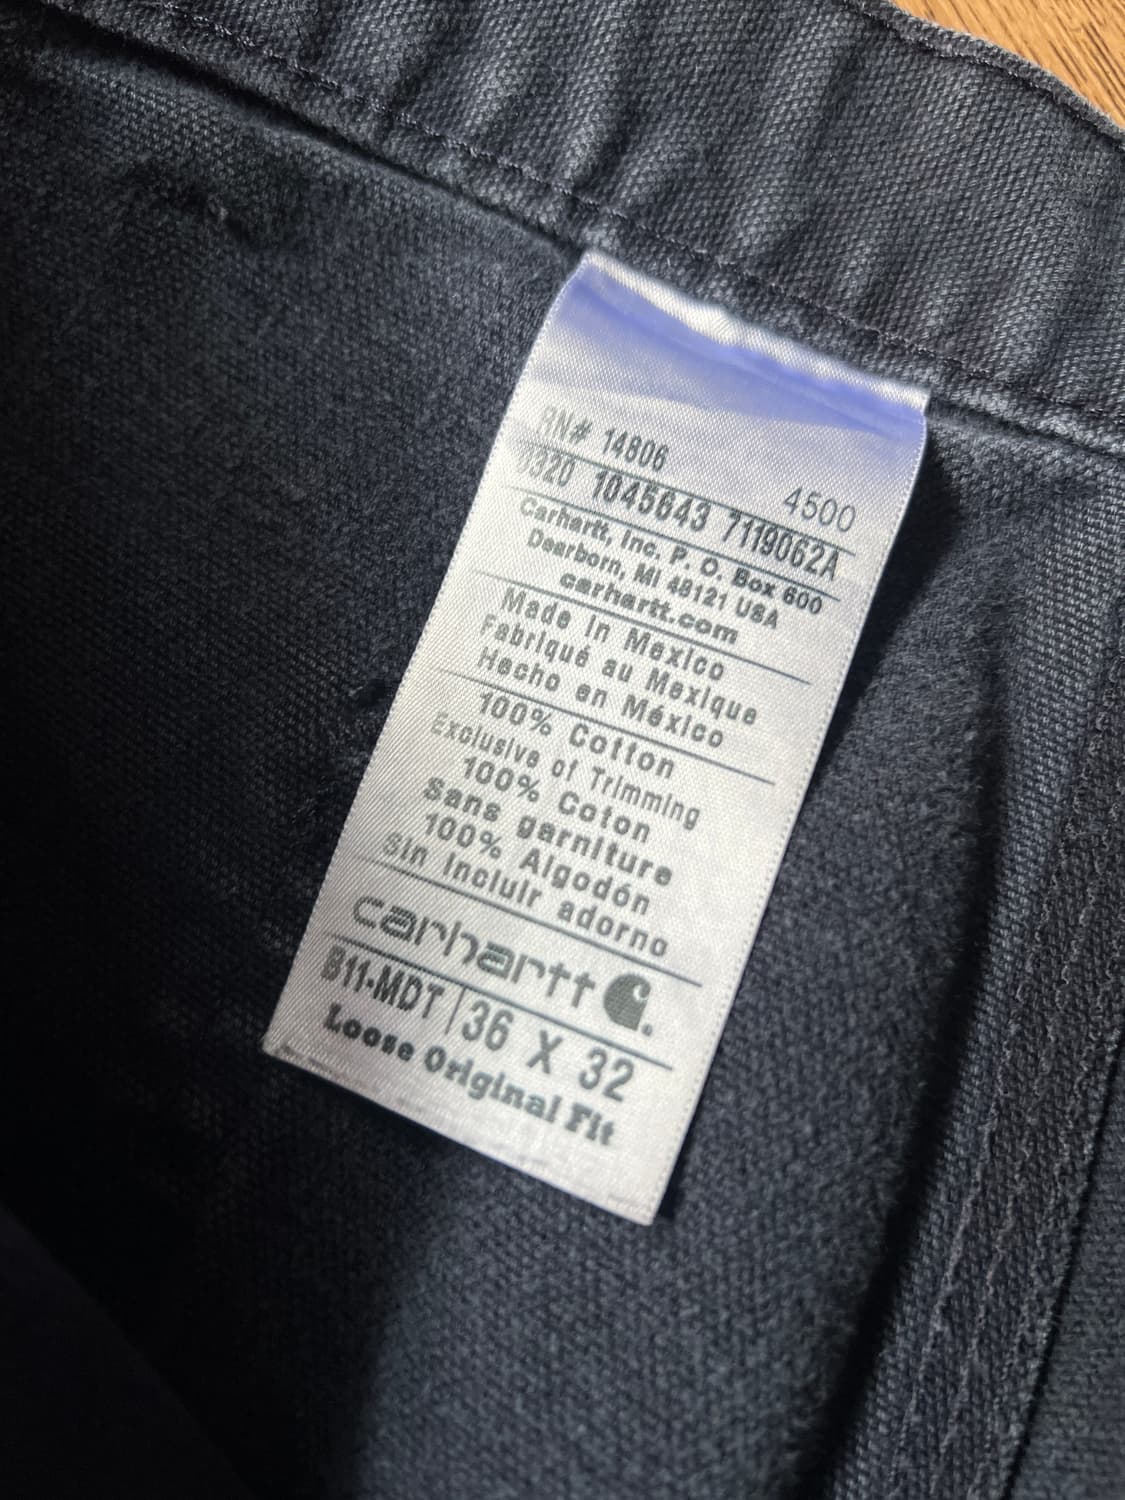 RN# 14806
4500
0320 1045643 7119062A
Carhartt, Inc. P. O. Box 600
Dearborn, MI 48121 USA
carhartt.com
Made in Mexico
Fabriqué au Mexique
Hecho en México
100% Cotton
Exclusive of Trimming
100% Coton
Sans garniture
100% Algodón
Sin incluir adorno
carhartt
B11-MDT 36 X 32
Loose Original Fit